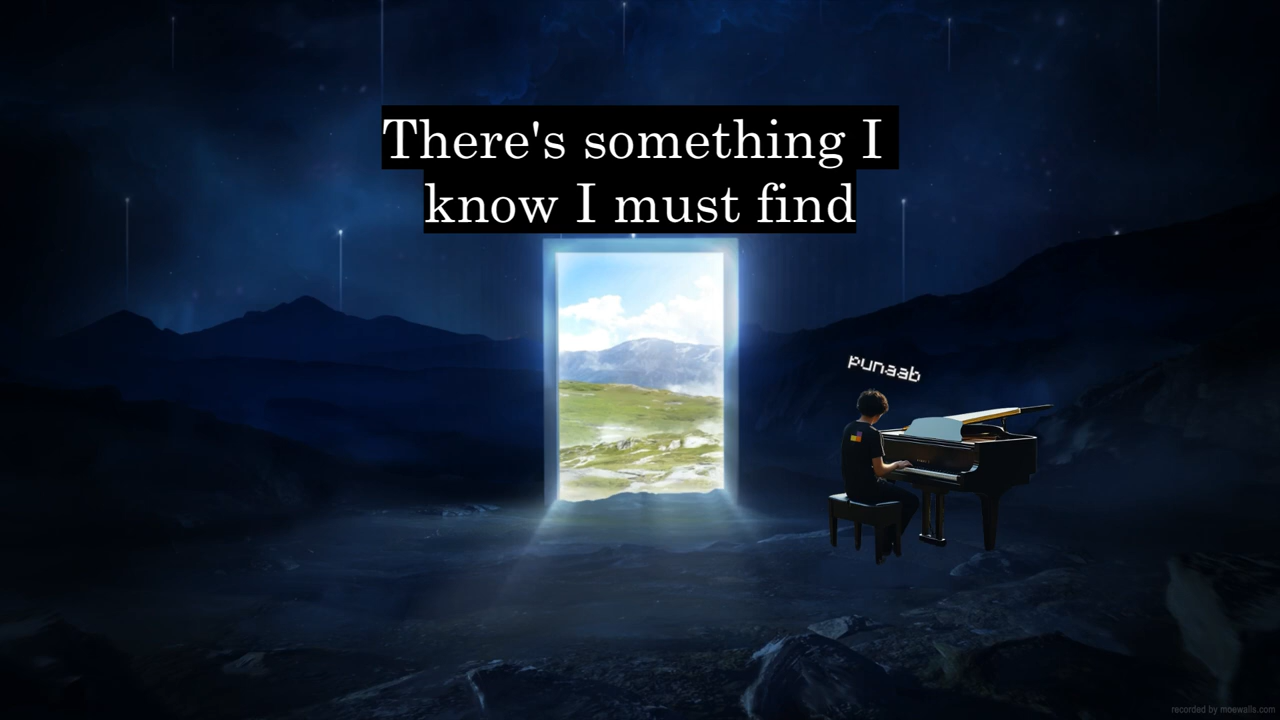 There's something I
know I must find
punaab
recorded by moewalls.com